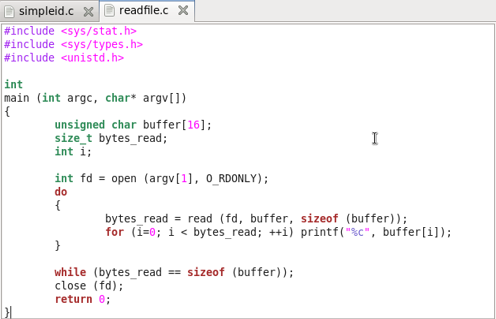 simpleid.c readfile.c
#include <sys/stat.h>
#include <sys/types.h>
#include <unistd.h>
int
main (int argc, char* argv[])
{
unsigned char buffer[16];
size_t bytes_read;
int i;
int fd = open (argv[1], O_RDONLY);
do
{
bytes_read = read (fd, buffer, sizeof (buffer));
for (i=0; i < bytes_read; ++i) printf("%c", buffer[i]);
}
while (bytes_read == sizeof (buffer));
close (fd);
return 0;
}